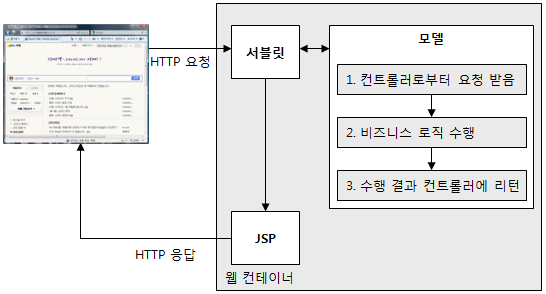 HTTP 요청
서블릿
모델
1. 컨트롤러로부터 요청 받음
2. 비즈니스 로직 수행
3. 수행 결과 컨트롤러에 리턴
JSP
HTTP 응답
웹 컨테이너